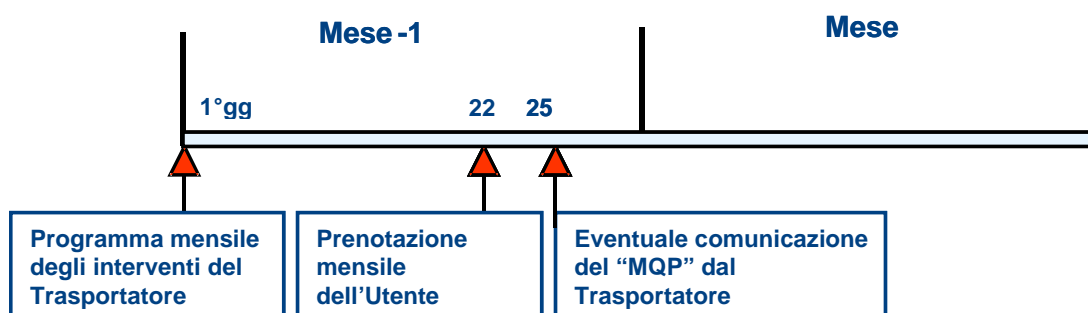 Mese -1
Mese
1°gg
22
25
Programma mensile
degli interventi del
Trasportatore
Prenotazione
mensile
dell’Utente
Eventuale comunicazione
del “MQP” dal
Trasportatore